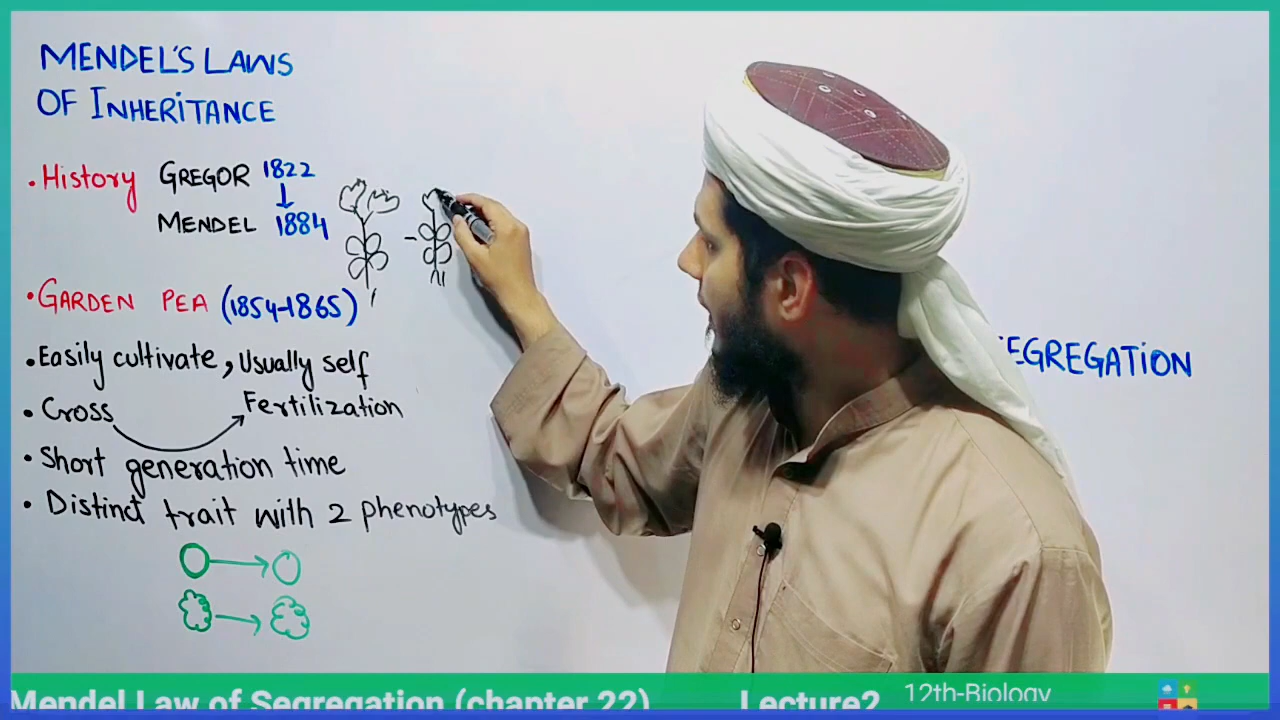 MENDEL'S LAWS
OF INHERITANCE
• History GREGOR 1822
MENDEL 1884
• GARDEN PEA (1854-1865)
• Easily cultivate, Usually self
• Cross Fertilization
• Short generation time
• Distinct trait with 2 phenotypes
SEGREGATION
Mendel Law of Segregation (chapter 22) Lecture2 12th-Biology